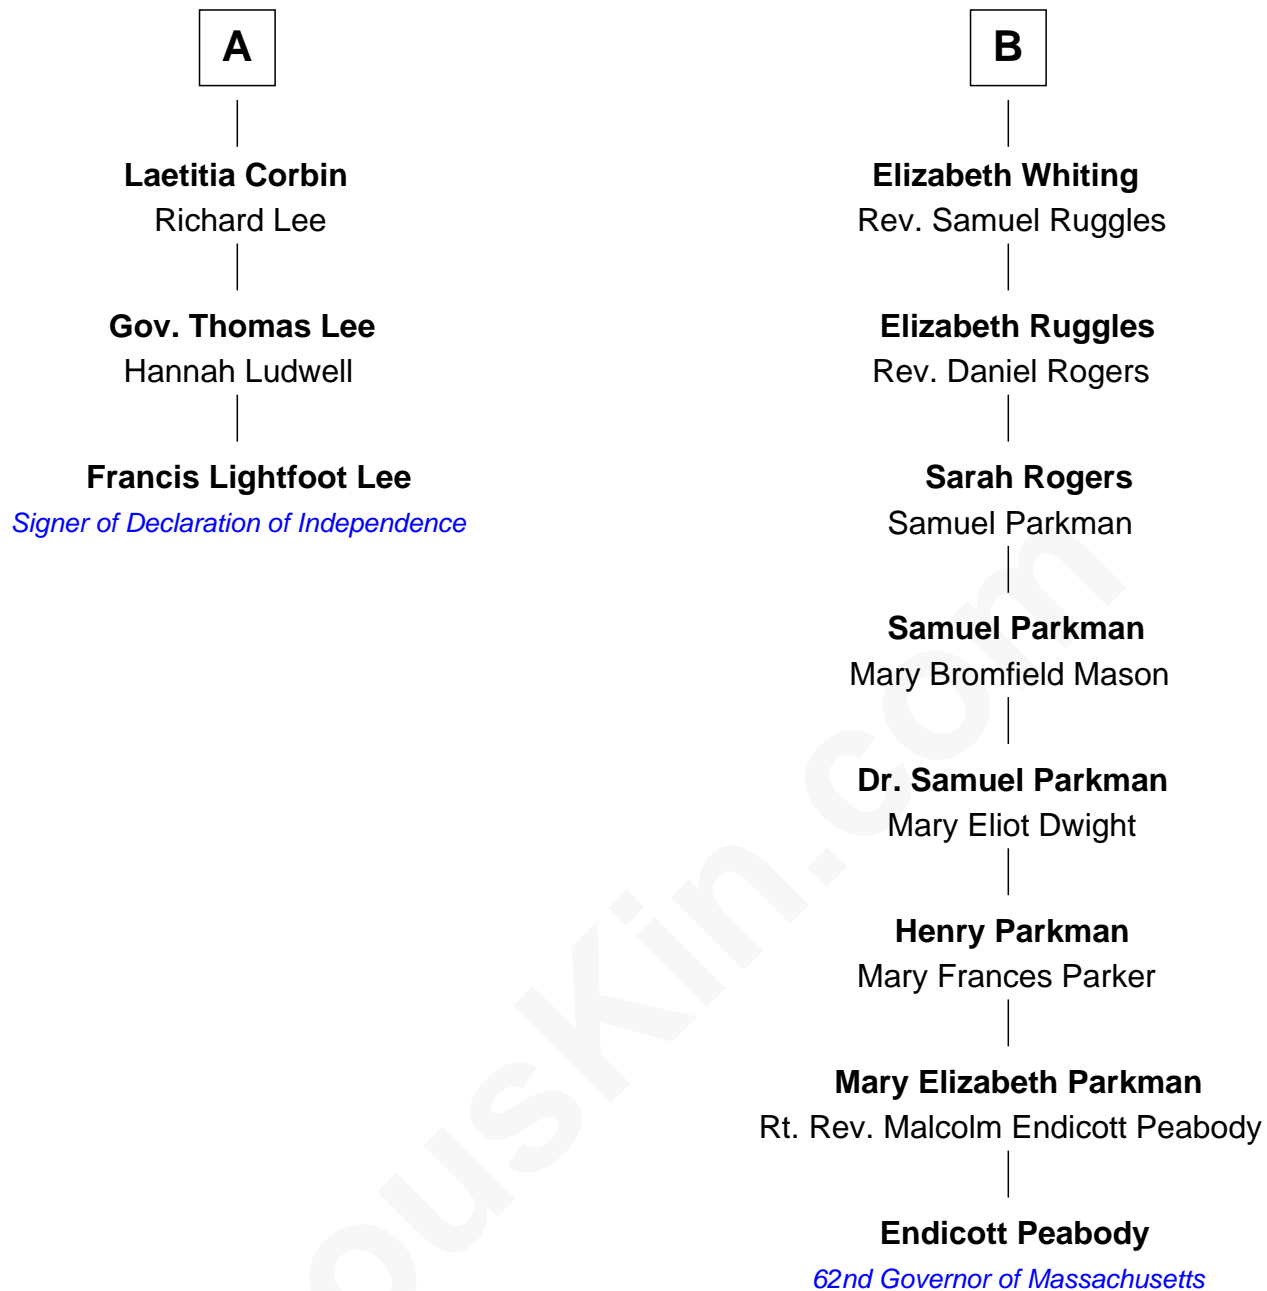 A
Laetitia Corbin
Richard Lee
Gov. Thomas Lee
Hannah Ludwell
Francis Lightfoot Lee
Signer of Declaration of Independence
B
Elizabeth Whiting
Rev. Samuel Ruggles
Elizabeth Ruggles
Rev. Daniel Rogers
Sarah Rogers
Samuel Parkman
Samuel Parkman
Mary Bromfield Mason
Dr. Samuel Parkman
Mary Eliot Dwight
Henry Parkman
Mary Frances Parker
Mary Elizabeth Parkman
Rt. Rev. Malcolm Endicott Peabody
Endicott Peabody
62nd Governor of Massachusetts
ousKin.com